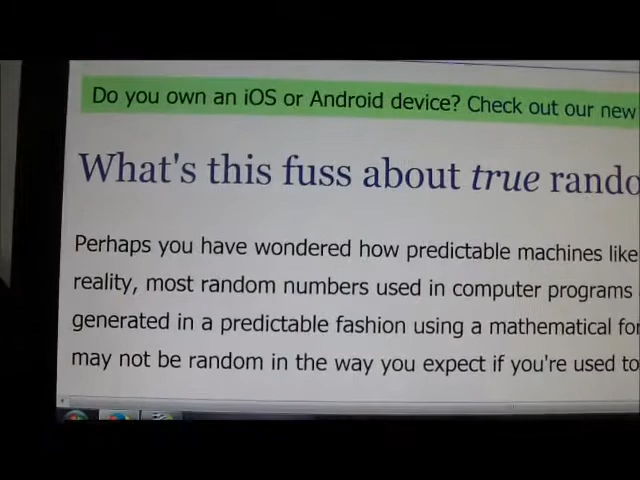 Do you own an iOS or Android device? Check out our new
What's this fuss about true rando
Perhaps you have wondered how predictable machines like
reality, most random numbers used in computer programs
generated in a predictable fashion using a mathematical for
may not be random in the way you expect if you're used to